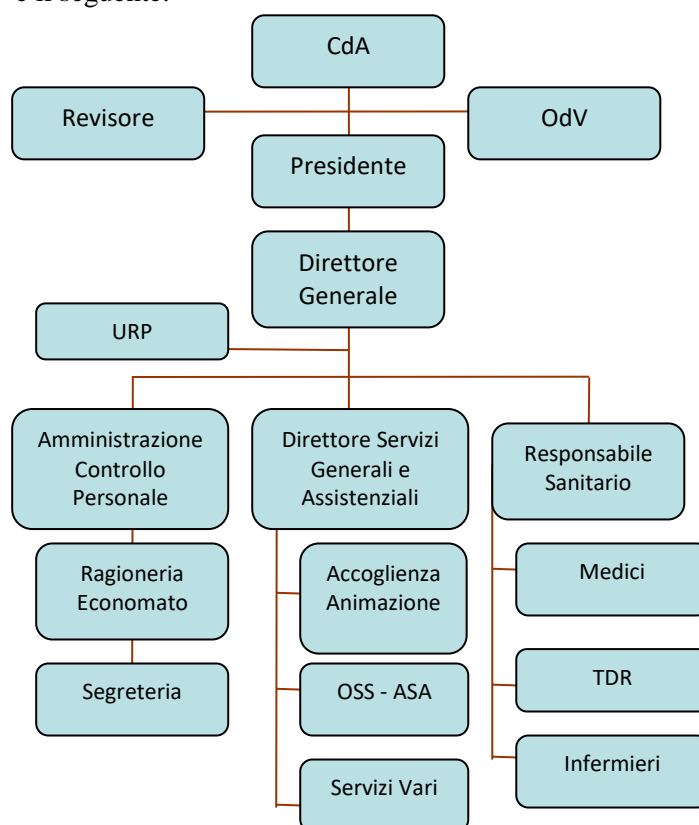 è il seguente:
CdA
Revisore
OdV
Presidente
Direttore
Generale
URP
Amministrazione
Controllo
Personale
Direttore Servizi
Generali e
Assistenziali
Responsabile
Sanitario
Ragioneria
Economato
Accoglienza
Animazione
Medici
Segreteria
OSS - ASA
TDR
Servizi Vari
Infermieri